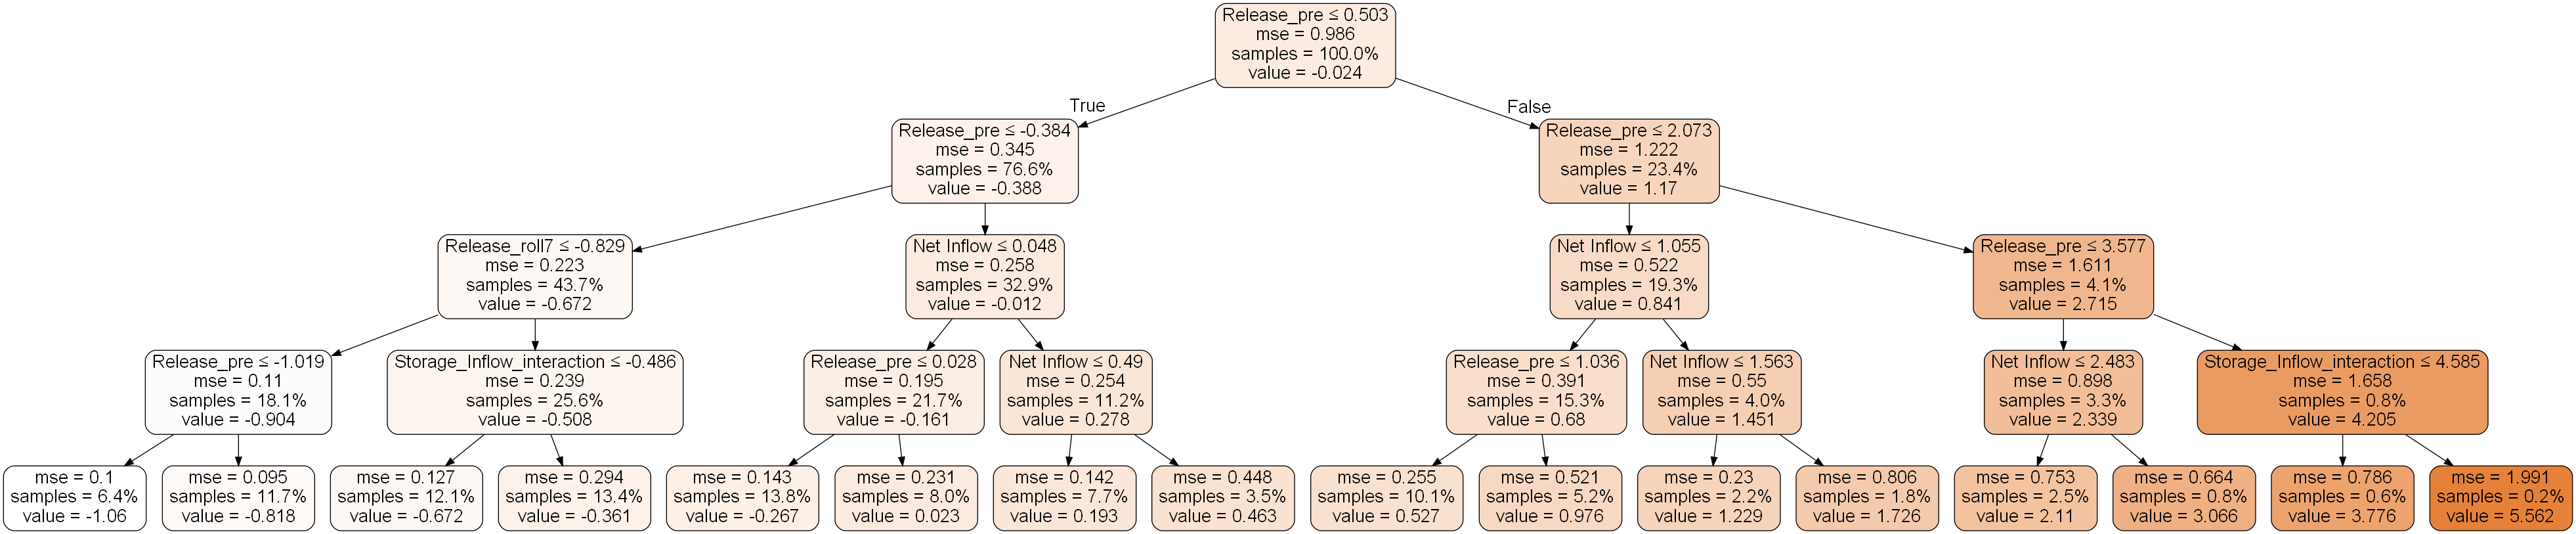 Release_pre ≤ 0.503
mse = 0.986
samples = 100.0%
value = -0.024
True
False
Release_pre ≤ -0.384
mse = 0.345
samples = 76.6%
value = -0.388
Release_pre ≤ 2.073
mse = 1.222
samples = 23.4%
value = 1.17
Release_roll7 ≤ -0.829
mse = 0.223
samples = 43.7%
value = -0.672
Net Inflow ≤ 0.048
mse = 0.258
samples = 32.9%
value = -0.012
Net Inflow ≤ 1.055
mse = 0.522
samples = 19.3%
value = 0.841
Release_pre ≤ 3.577
mse = 1.611
samples = 4.1%
value = 2.715
Release_pre ≤ -1.019
mse = 0.11
samples = 18.1%
value = -0.904
Storage_Inflow_interaction ≤ -0.486
mse = 0.239
samples = 25.6%
value = -0.508
Release_pre ≤ 0.028
mse = 0.195
samples = 21.7%
value = -0.161
Net Inflow ≤ 0.49
mse = 0.254
samples = 11.2%
value = 0.278
Release_pre ≤ 1.036
mse = 0.391
samples = 15.3%
value = 0.68
Net Inflow ≤ 1.563
mse = 0.55
samples = 4.0%
value = 1.451
Net Inflow ≤ 2.483
mse = 0.898
samples = 3.3%
value = 2.339
Storage_Inflow_interaction ≤ 4.585
mse = 1.658
samples = 0.8%
value = 4.205
mse = 0.1
samples = 6.4%
value = -1.06
mse = 0.095
samples = 11.7%
value = -0.818
mse = 0.127
samples = 12.1%
value = -0.672
mse = 0.294
samples = 13.4%
value = -0.361
mse = 0.143
samples = 13.8%
value = -0.267
mse = 0.231
samples = 8.0%
value = 0.023
mse = 0.142
samples = 7.7%
value = 0.193
mse = 0.448
samples = 3.5%
value = 0.463
mse = 0.255
samples = 10.1%
value = 0.527
mse = 0.521
samples = 5.2%
value = 0.976
mse = 0.23
samples = 2.2%
value = 1.229
mse = 0.806
samples = 1.8%
value = 1.726
mse = 0.753
samples = 2.5%
value = 2.11
mse = 0.664
samples = 0.8%
value = 3.066
mse = 0.786
samples = 0.6%
value = 3.776
mse = 1.991
samples = 0.2%
value = 5.562